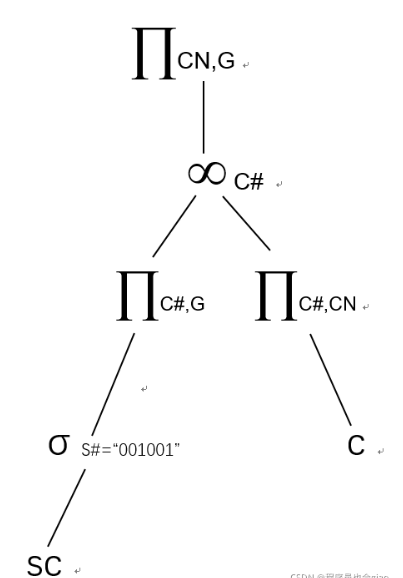 ∏CN,G
∞ C#
∏C#,G ∏C#,CN
σ S#=“001001” C
SC